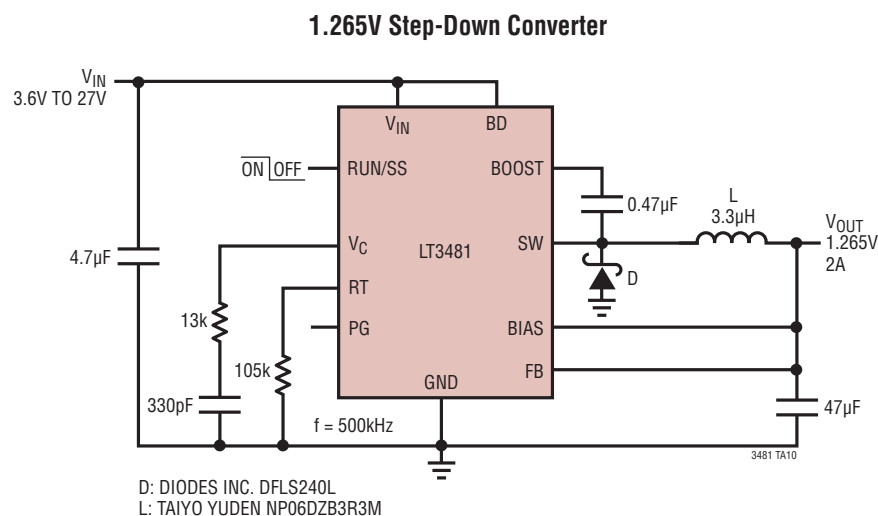 1.265V Step-Down Converter
VIN
3.6V TO 27V
VIN
BD
ON OFF
RUN/SS
BOOST
0.47µF
L
3.3µH
VOUT
1.265V
2A
4.7µF
VC
LT3481
SW
D
RT
13k
PG
BIAS
105k
FB
330pF
GND
47µF
f = 500kHz
3481 TA10
D: DIODES INC. DFLS240L
L: TAIYO YUDEN NP06DZB3R3M